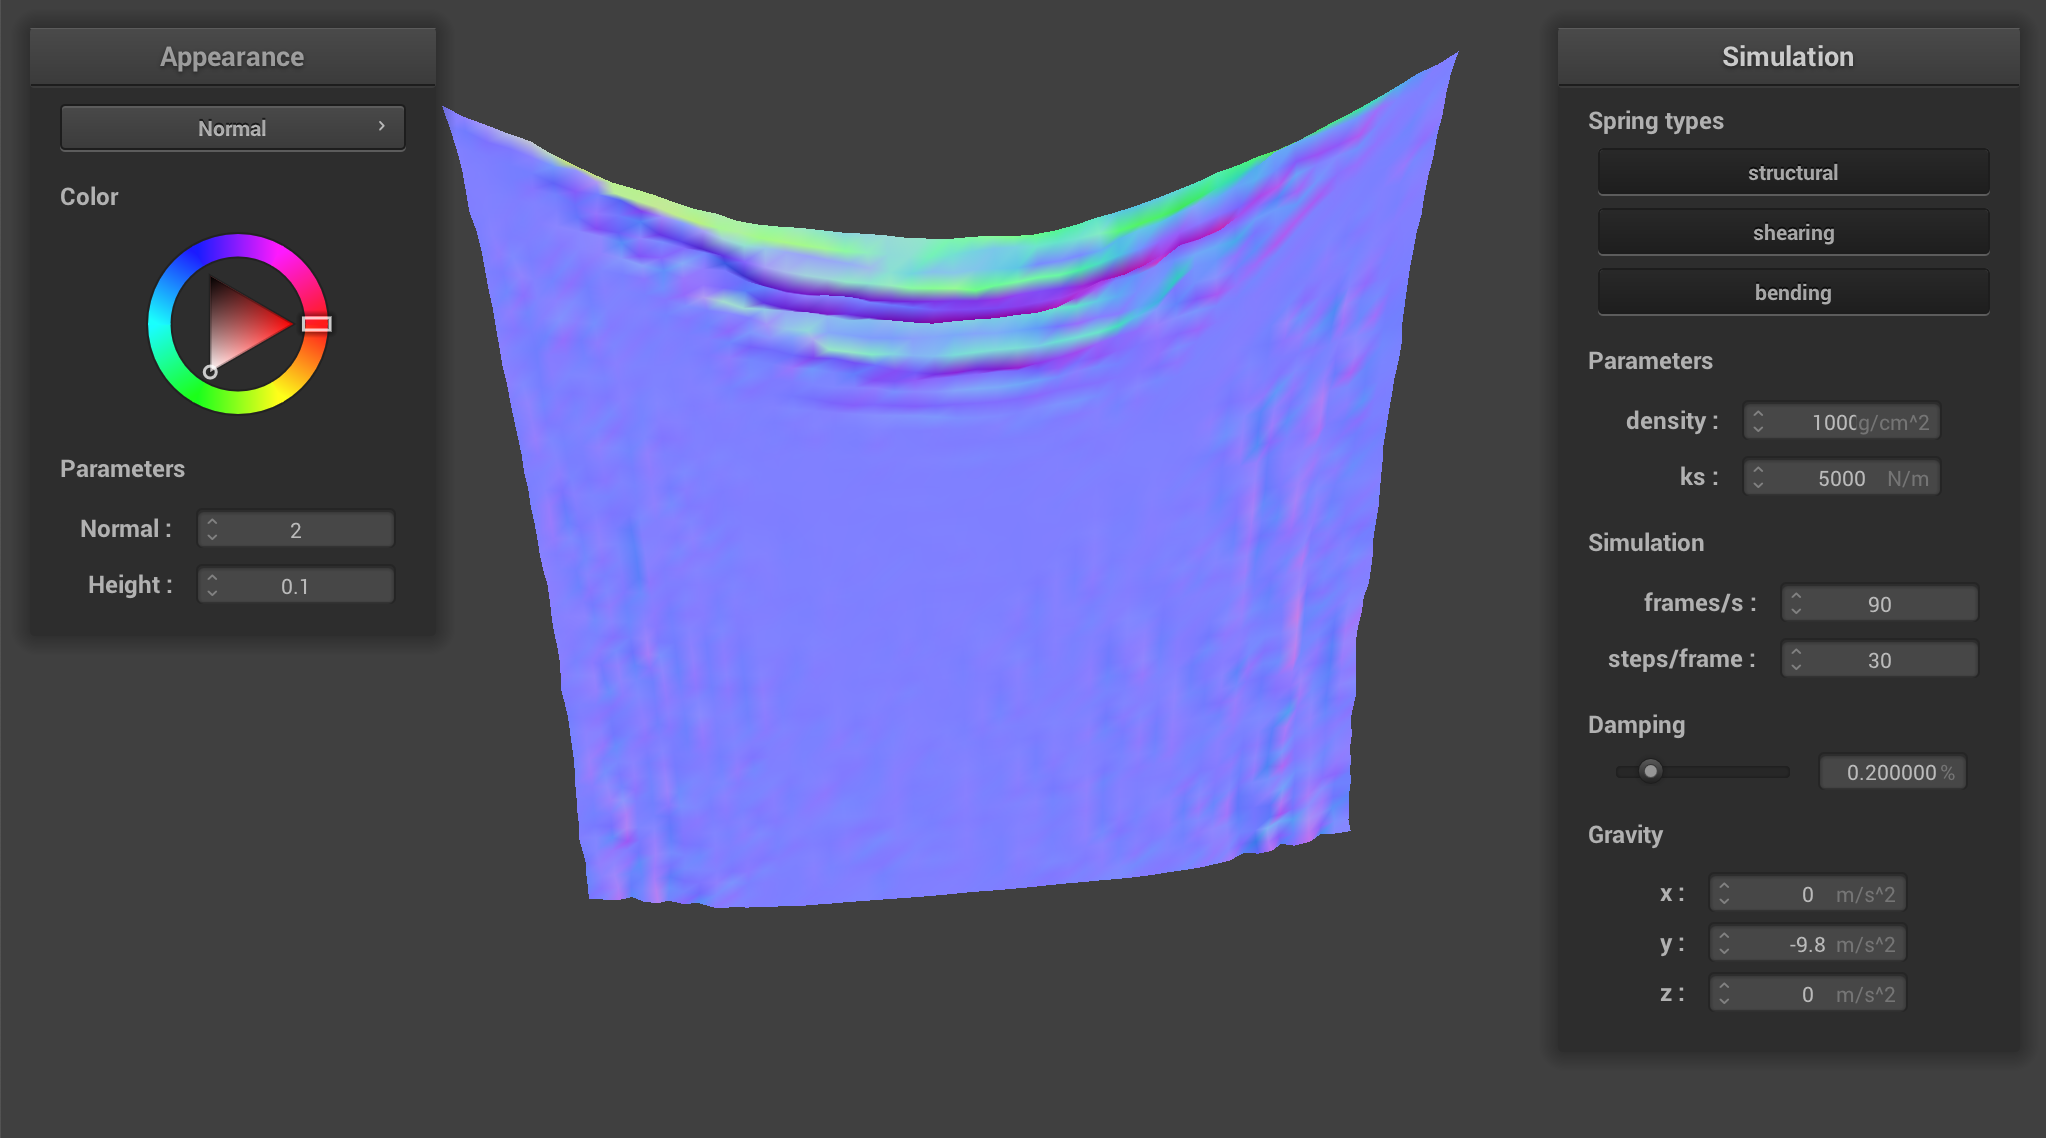 Appearance
Normal
Color
Parameters
Normal : 2
Height : 0.1
Simulation
Spring types
structural
shearing
bending
Parameters
density : 100 g/cm^2
ks : 5000 N/m
Simulation
frames/s : 90
steps/frame : 30
Damping
0.200000 %
Gravity
x : 0 m/s^2
y : -9.8 m/s^2
z : 0 m/s^2